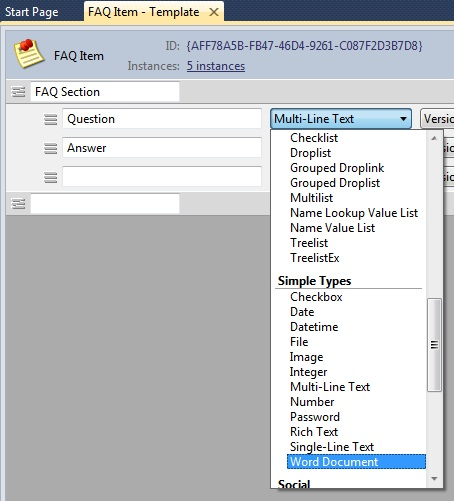 Start Page
FAQ Item - Template
FAQ Item
ID: {AFF78A5B-FB47-46D4-9261-C087F2D3B7D8}
Instances: 5 instances
FAQ Section
Question
Multi-Line Text
Versio
Answer
Checklist
Droplist
Grouped Droplink
Grouped Droplist
Multilist
Name Lookup Value List
Name Value List
Treelist
TreelistEx
Simple Types
Checkbox
Date
Datetime
File
Image
Integer
Multi-Line Text
Number
Password
Rich Text
Single-Line Text
Word Document
Social